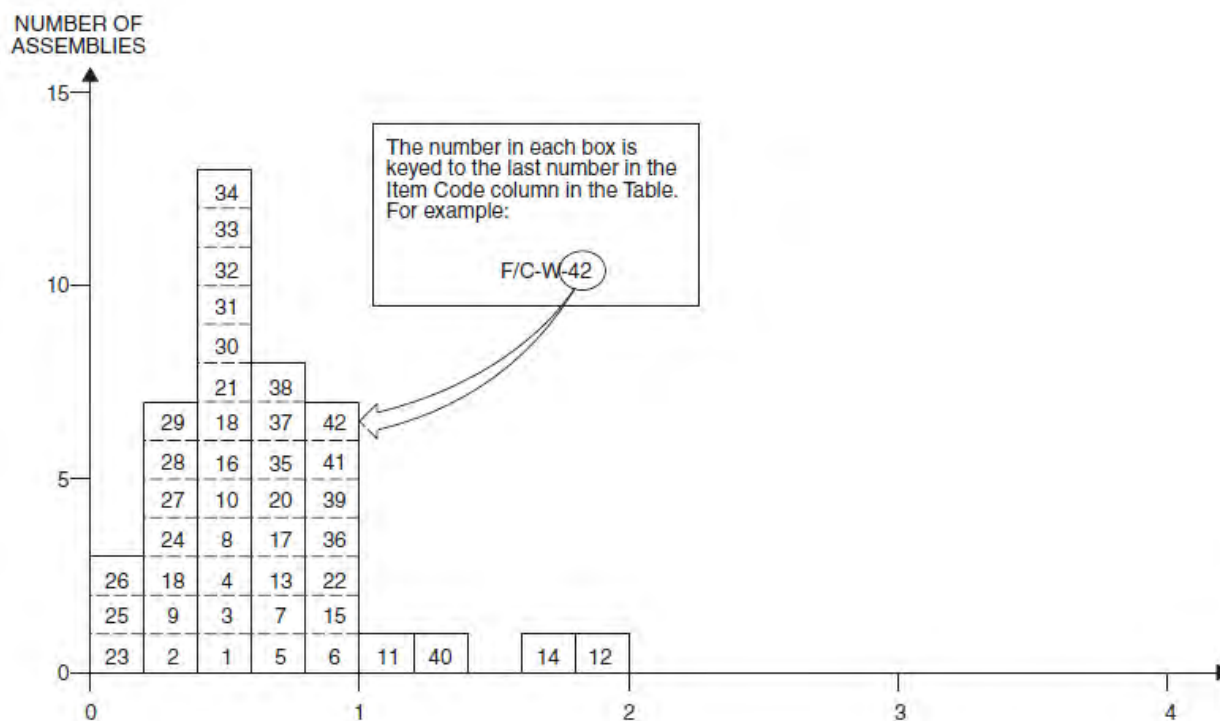 NUMBER OF
ASSEMBLIES
15
The number in each box is
keyed to the last number in the
Item Code column in the Table.
For example:
F/C-W-42
34
33
32
10
31
30
21 38
29 18 37 42
28 16 35 41
5
27 10 20 39
24 8 17 36
26 18 4 13 22
25 9 3 7 15
23 2 1 5 6 11 40 14 12
0
0 1 2 3 4